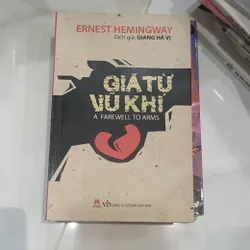 ERNEST HEMINGWAY
Dịch giả: GIANG HÀ VỊ
GIÃ TỪ
VŨ KHÍ
A FAREWELL TO ARMS